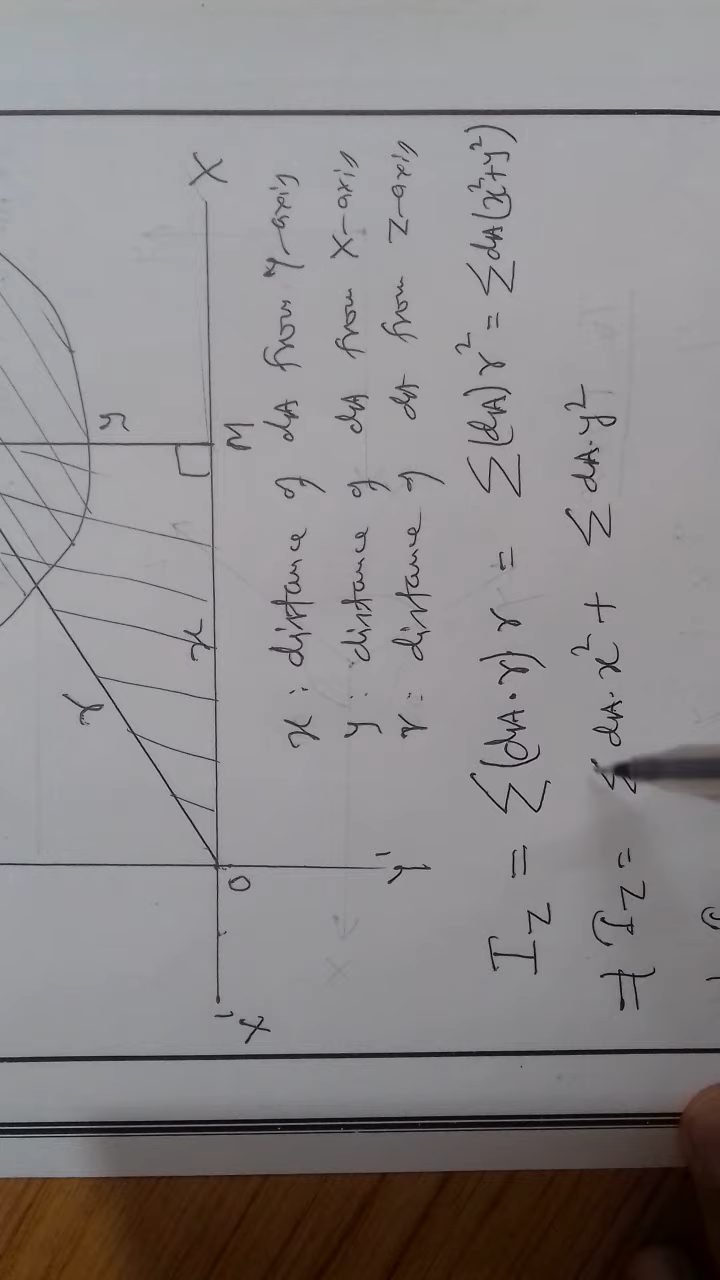 y
r
x
M
X
X'
O
Y'
x : distance of dA from Y-axis
y : distance of dA from X-axis
r : distance of dA from Z-axis
I_Z = ∑(dA·r)r = ∑(dA)r² = ∑dA(x²+y²)
⇒ I_Z = ∑dA·x² + ∑dA·y²